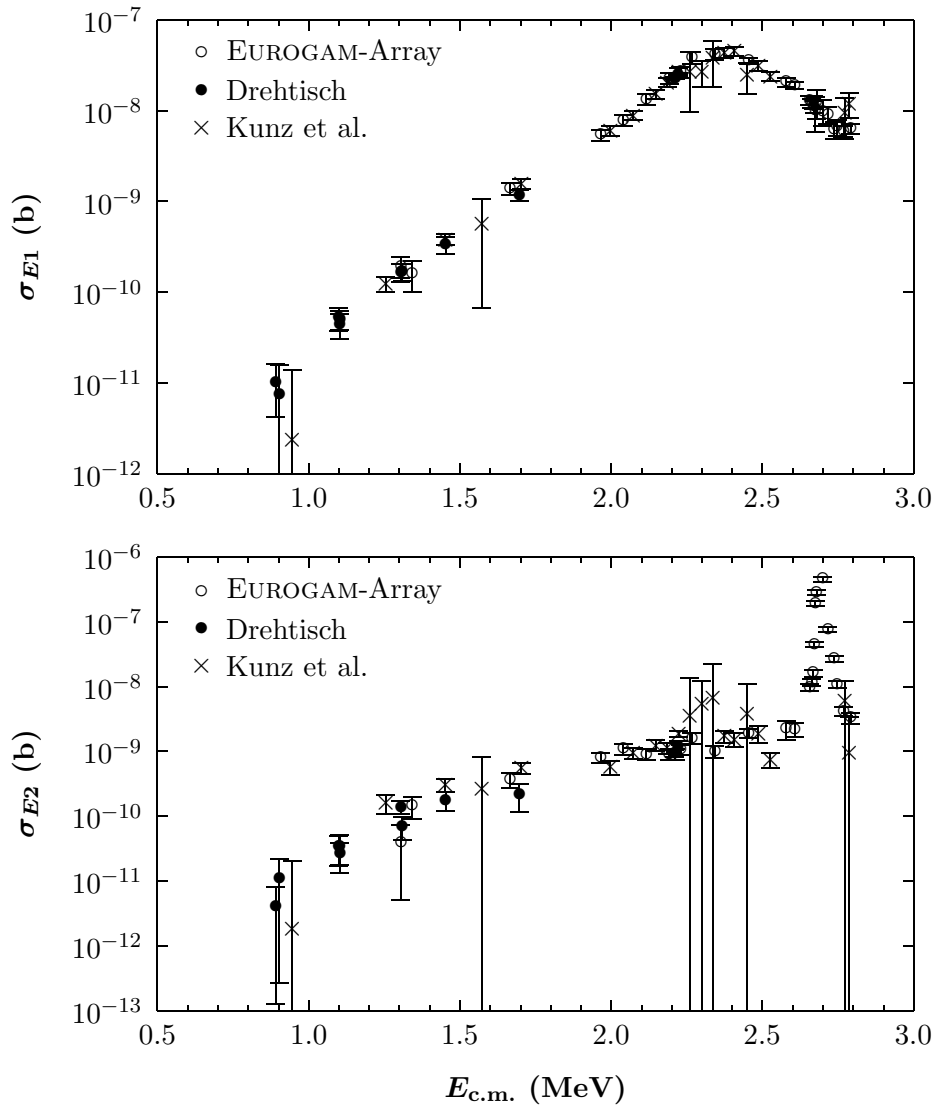 10⁻⁷
10⁻⁸
10⁻⁹
10⁻¹⁰
10⁻¹¹
10⁻¹²
σE1 (b)
EUROGAM-Array
Drehtisch
Kunz et al.
0.5 1.0 1.5 2.0 2.5 3.0
10⁻⁶
10⁻⁷
10⁻⁸
10⁻⁹
10⁻¹⁰
10⁻¹¹
10⁻¹²
10⁻¹³
σE2 (b)
EUROGAM-Array
Drehtisch
Kunz et al.
0.5 1.0 1.5 2.0 2.5 3.0
Ec.m. (MeV)